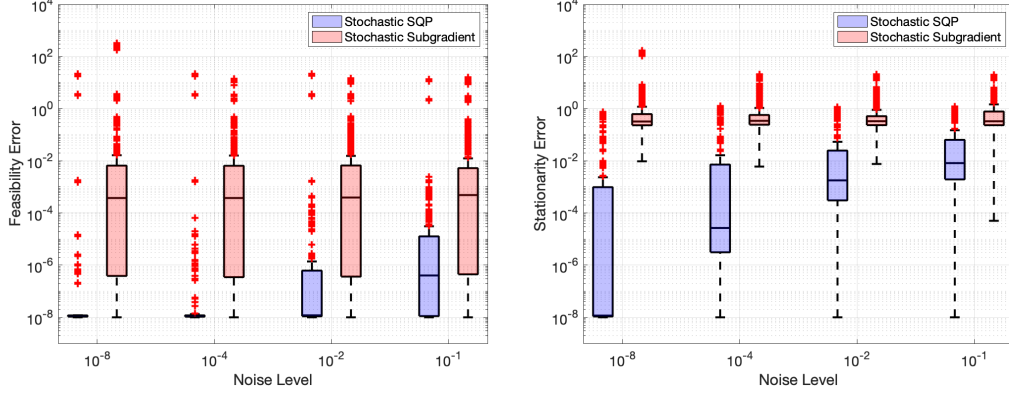 Stochastic SQP
Stochastic Subgradient
10^4
10^2
10^0
10^-2
10^-4
10^-6
10^-8
Feasibility Error
10^-8
10^-4
10^-2
10^-1
Noise Level
Stochastic SQP
Stochastic Subgradient
10^4
10^2
10^0
10^-2
10^-4
10^-6
10^-8
Stationarity Error
10^-8
10^-4
10^-2
10^-1
Noise Level